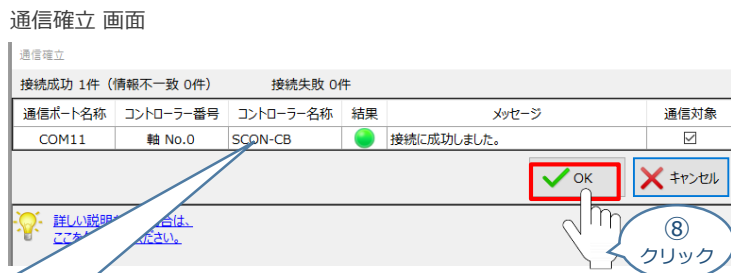 通信確立 画面
通信確立
接続成功 1件（情報不一致 0件） 接続失敗 0件
通信ポート名称 コントローラー番号 コントローラー名称 結果 メッセージ 通信対象
COM11 軸 No.0 SCON-CB 接続に成功しました。
OK キャンセル
詳しい説明 合は、
ここを ださい。
⑧
クリック